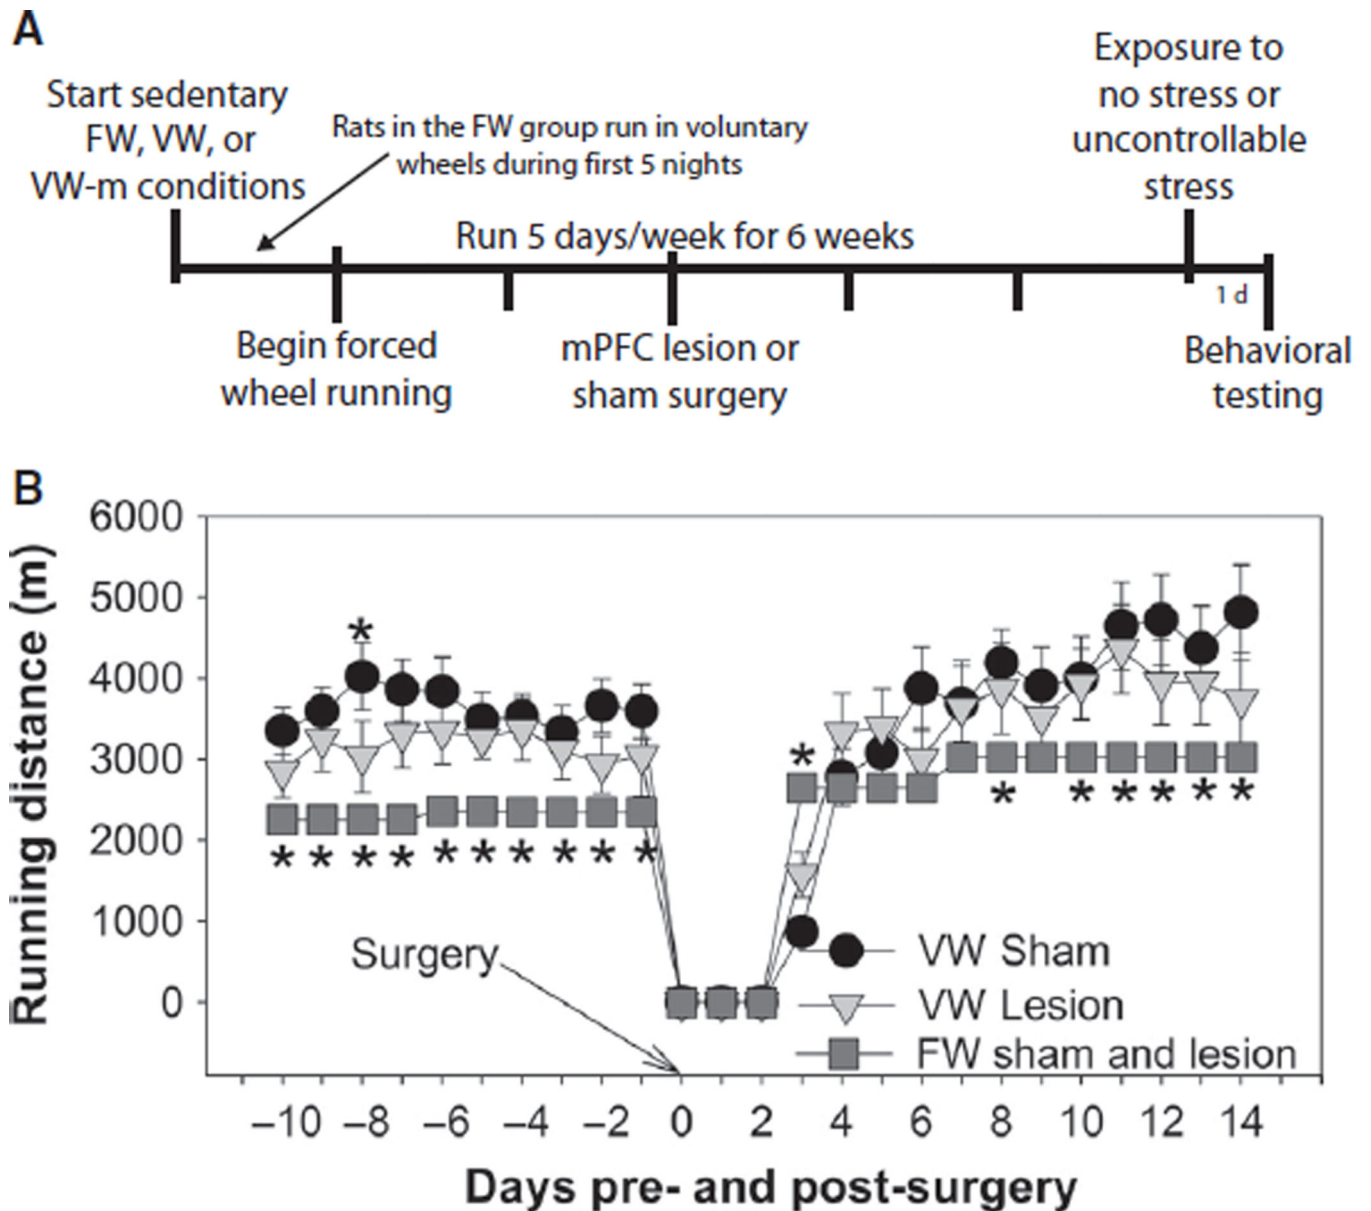 A
Start sedentary
FW, VW, or
VW-m conditions
Rats in the FW group run in voluntary
wheels during first 5 nights
Exposure to
no stress or
uncontrollable
stress
Run 5 days/week for 6 weeks
1 d
Begin forced
wheel running
mPFC lesion or
sham surgery
Behavioral
testing
B
Running distance (m)
6000
5000
4000
3000
2000
1000
0
*
*
* * * * * * * * * *
* * * * * *
Surgery
VW Sham
VW Lesion
FW sham and lesion
–10 –8 –6 –4 –2 0 2 4 6 8 10 12 14
Days pre- and post-surgery